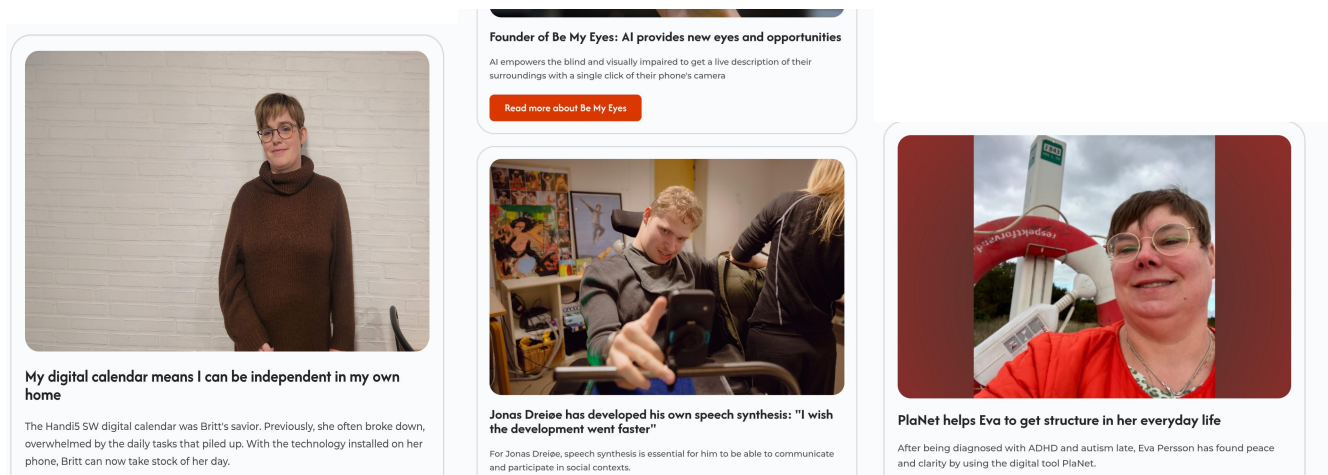 My digital calendar means I can be independent in my own
home
The Handi5 SW digital calendar was Britt's savior. Previously, she often broke down,
overwhelmed by the daily tasks that piled up. With the technology installed on her
phone, Britt can now take stock of her day.
Founder of Be My Eyes: AI provides new eyes and opportunities
AI empowers the blind and visually impaired to get a live description of their
surroundings with a single click of their phone's camera
Read more about Be My Eyes
Jonas Dreiøe has developed his own speech synthesis: "I wish
the development went faster"
For Jonas Dreiøe, speech synthesis is essential for him to be able to communicate
and participate in social contexts.
PlaNet helps Eva to get structure in her everyday life
After being diagnosed with ADHD and autism late, Eva Persson has found peace
and clarity by using the digital tool PlaNet.